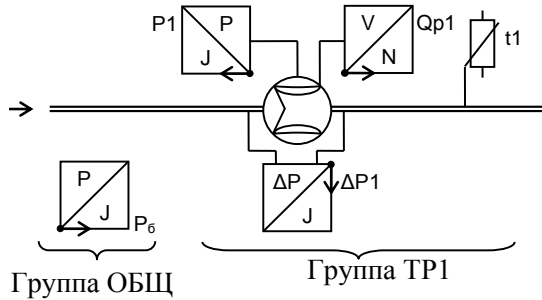 P1 P V Qp1
J N t1
ΔP ΔP1
P J
J Pб
Группа ОБЩ Группа ТР1